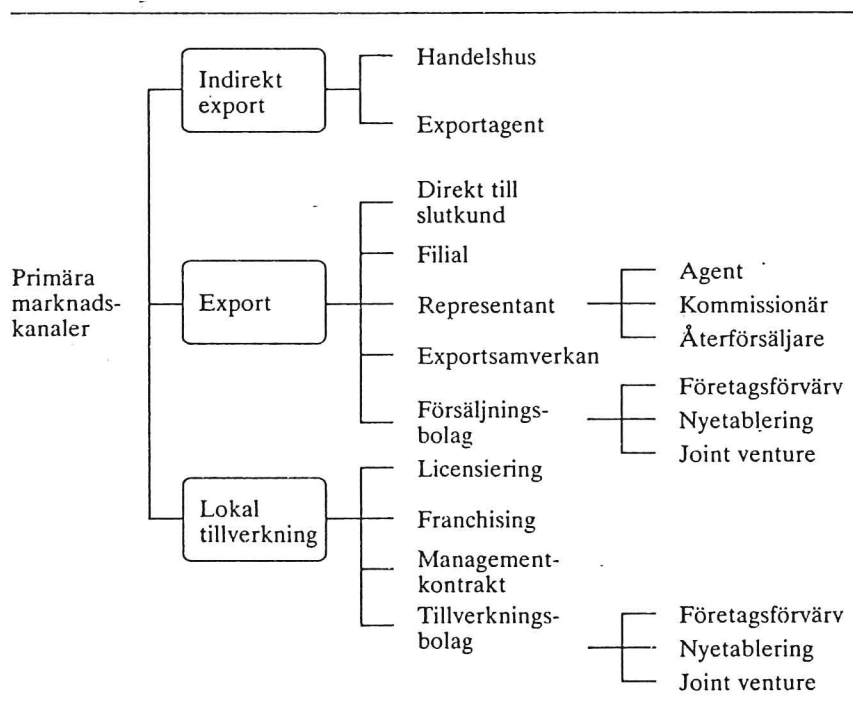 Primära
marknads-
kanaler
Indirekt
export
Handelshus
Exportagent
Export
Direkt till
slutkund
Filial
Representant
Agent
Kommissionär
Återförsäljare
Exportsamverkan
Försäljnings-
bolag
Företagsförvärv
Nyetablering
Joint venture
Lokal
tillverkning
Licensiering
Franchising
Management-
kontrakt
Tillverknings-
bolag
Företagsförvärv
Nyetablering
Joint venture